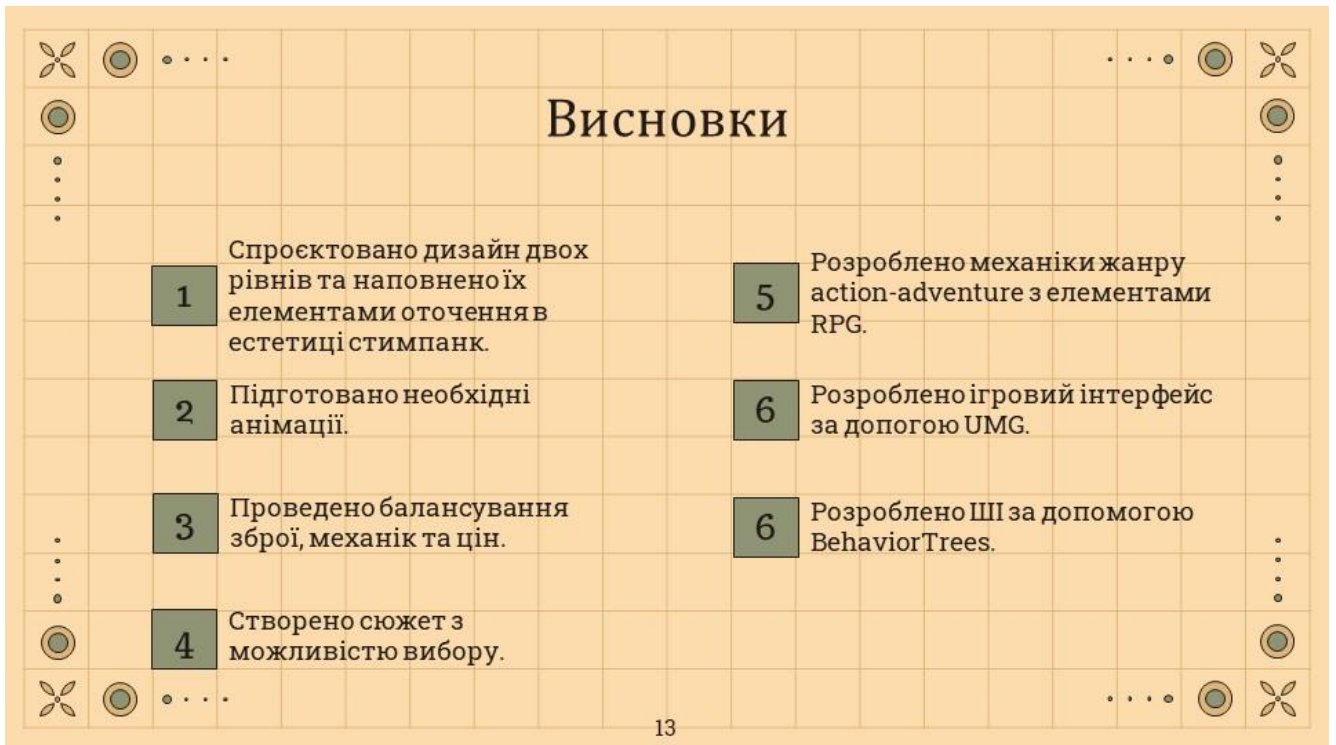 Висновки
1
Спроєктовано дизайн двох
рівнів та наповнено їх
елементами оточення в
естетиці стимпанк.
2
Підготовано необхідні
анімації.
3
Проведено балансування
зброї, механік та цін.
4
Створено сюжет з
можливістю вибору.
5
Розроблено механіки жанру
action-adventure з елементами
RPG.
6
Розроблено ігровий інтерфейс
за допогою UMG.
6
Розроблено ШІ за допомогою
BehaviorTrees.
13